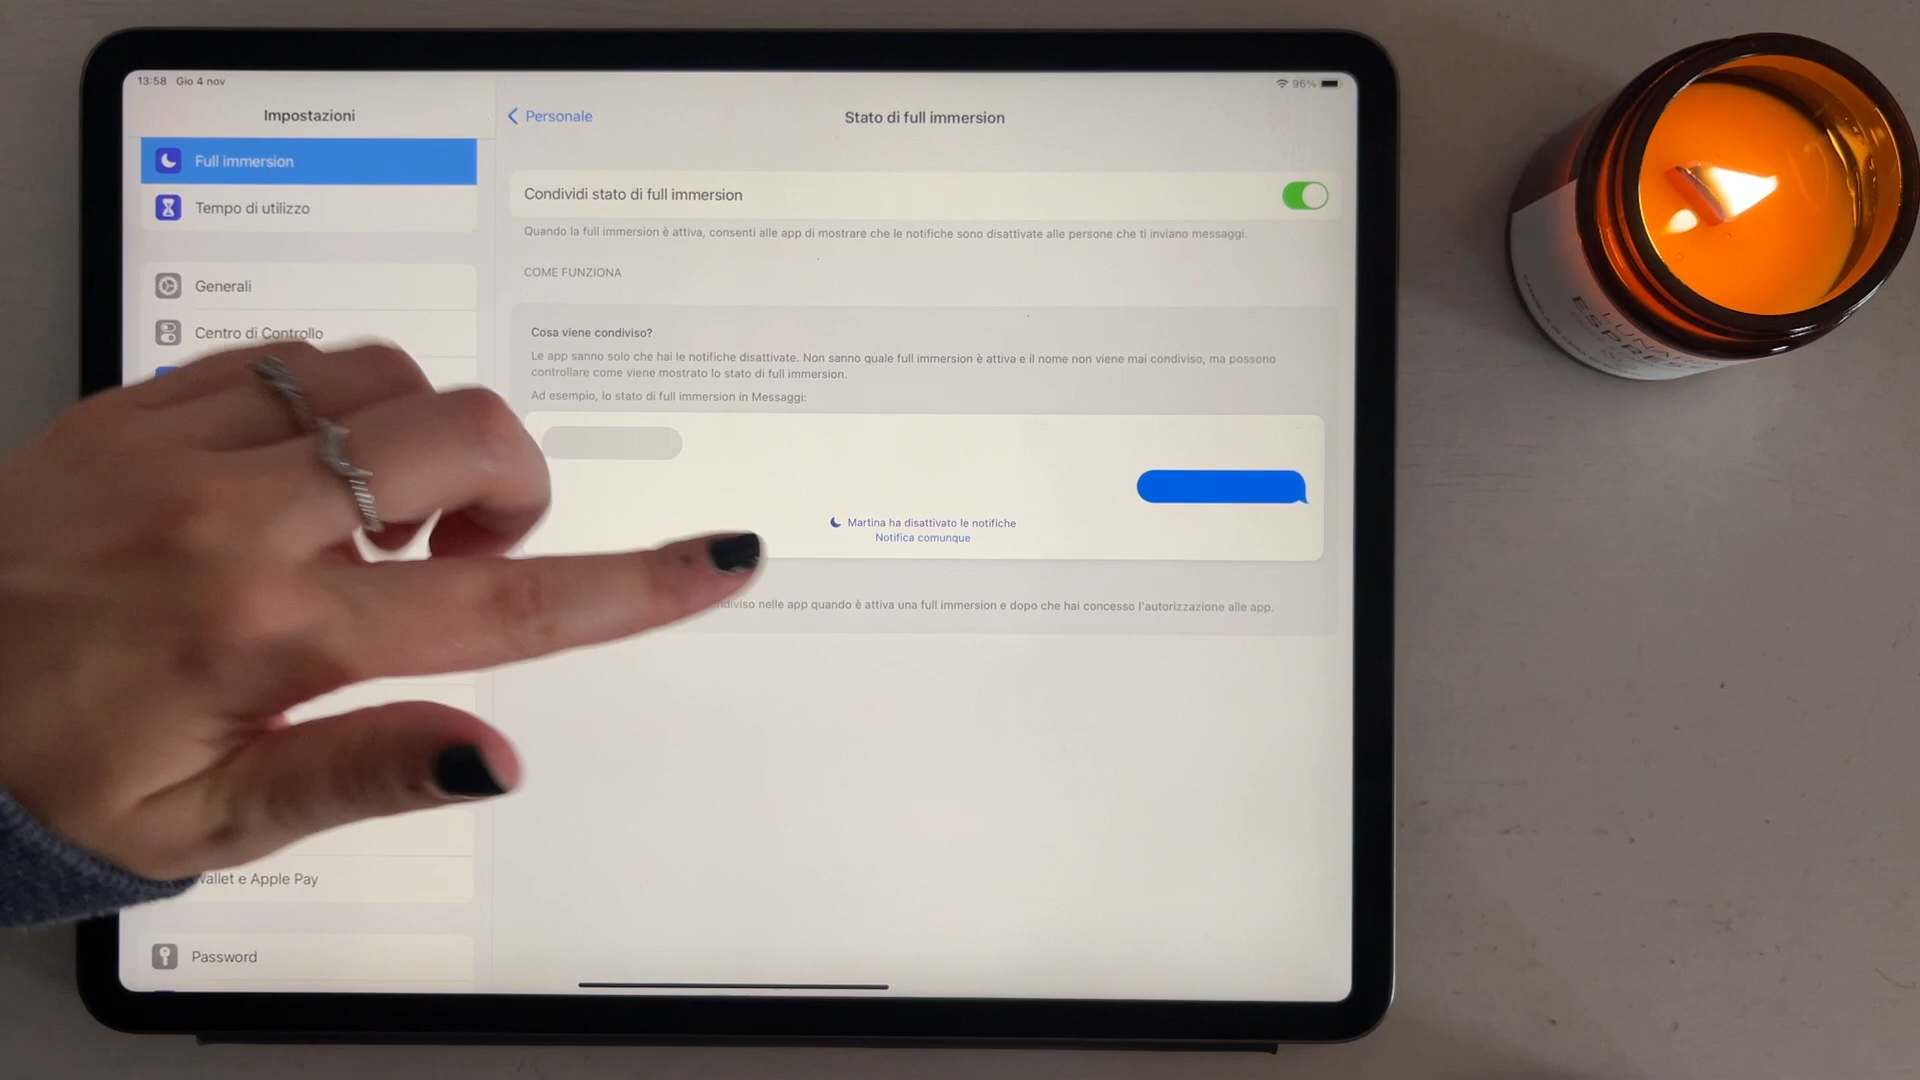 13:58 Gio 4 nov
96%
Impostazioni
Full immersion
Tempo di utilizzo
Generali
Centro di Controllo
Wallet e Apple Pay
Password
Personale
Stato di full immersion
Condividi stato di full immersion
Quando la full immersion è attiva, consenti alle app di mostrare che le notifiche sono disattivate alle persone che ti inviano messaggi.
COME FUNZIONA
Cosa viene condiviso?
Le app sanno solo che hai le notifiche disattivate. Non sanno quale full immersion è attiva e il nome non viene mai condiviso, ma possono
controllare come viene mostrato lo stato di full immersion.
Ad esempio, lo stato di full immersion in Messaggi:
Martina ha disattivato le notifiche
Notifica comunque
nelle app quando è attiva una full immersion e dopo che hai concesso l'autorizzazione alle app.